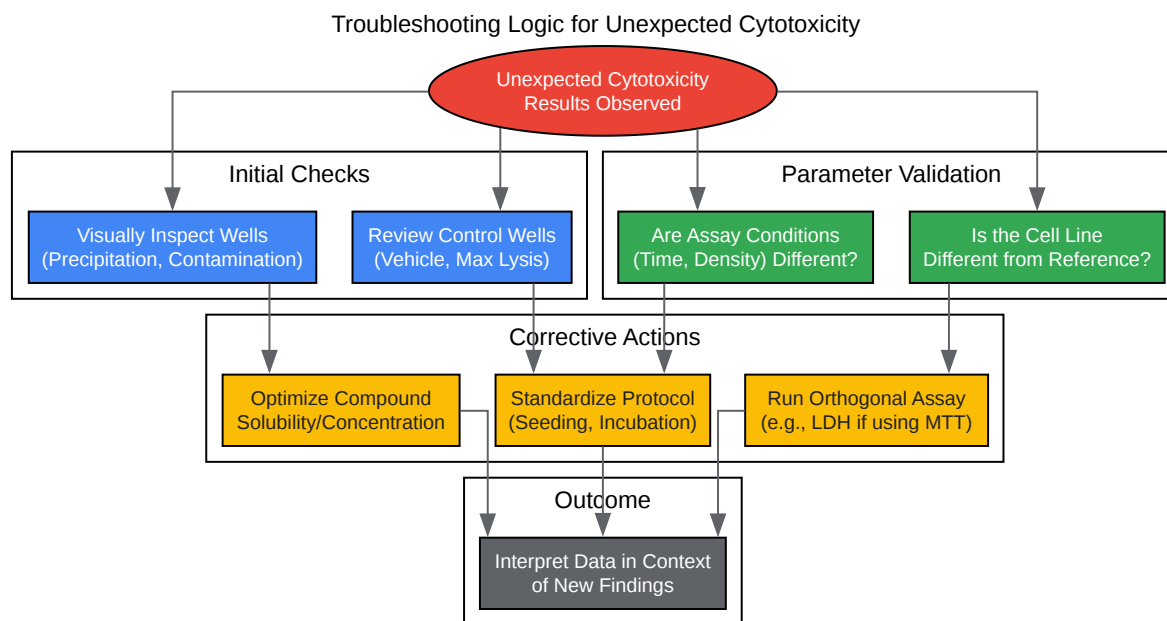 Troubleshooting Logic for Unexpected Cytotoxicity
Unexpected Cytotoxicity
Results Observed
Initial Checks
Parameter Validation
Visually Inspect Wells
(Precipitation, Contamination)
Review Control Wells
(Vehicle, Max Lysis)
Are Assay Conditions
(Time, Density) Different?
Is the Cell Line
Different from Reference?
Corrective Actions
Optimize Compound
Solubility/Concentration
Standardize Protocol
(Seeding, Incubation)
Run Orthogonal Assay
(e.g., LDH if using MTT)
Outcome
Interpret Data in Context
of New Findings